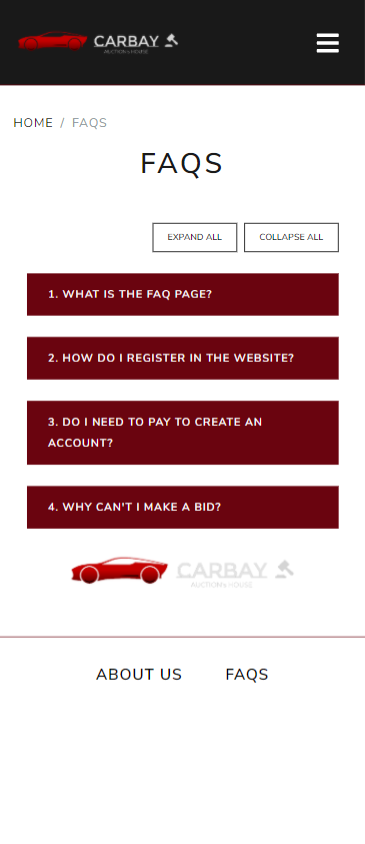 CARBAY
AUCTION's HOUSE
HOME / FAQS
FAQS
EXPAND ALL COLLAPSE ALL
1. WHAT IS THE FAQ PAGE?
2. HOW DO I REGISTER IN THE WEBSITE?
3. DO I NEED TO PAY TO CREATE AN
ACCOUNT?
4. WHY CAN'T I MAKE A BID?
CARBAY
AUCTION's HOUSE
ABOUT US FAQS